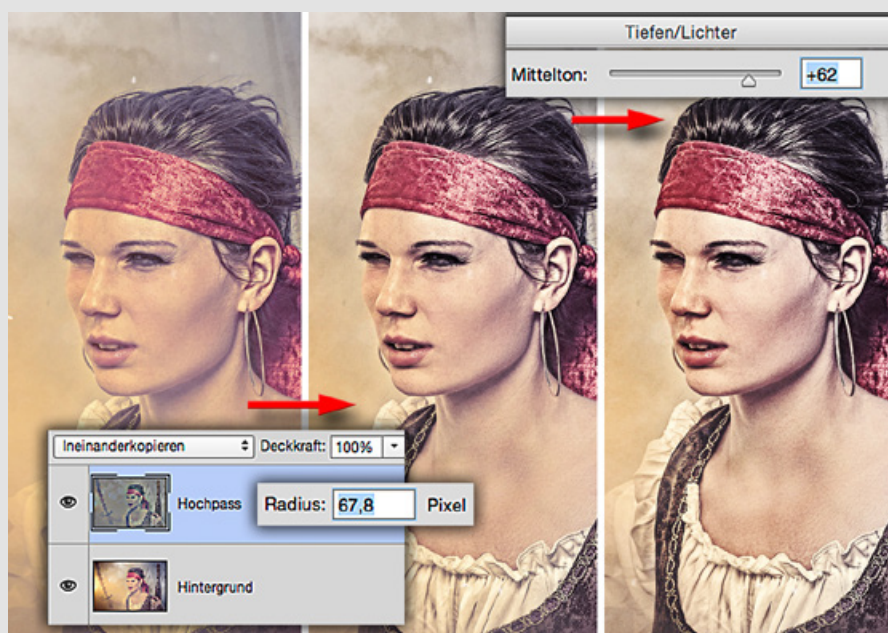 Tiefen/Lichter
Mittelton: +62
Ineinanderkopieren Deckkraft: 100%
Hochpass Radius: 67,8 Pixel
Hintergrund